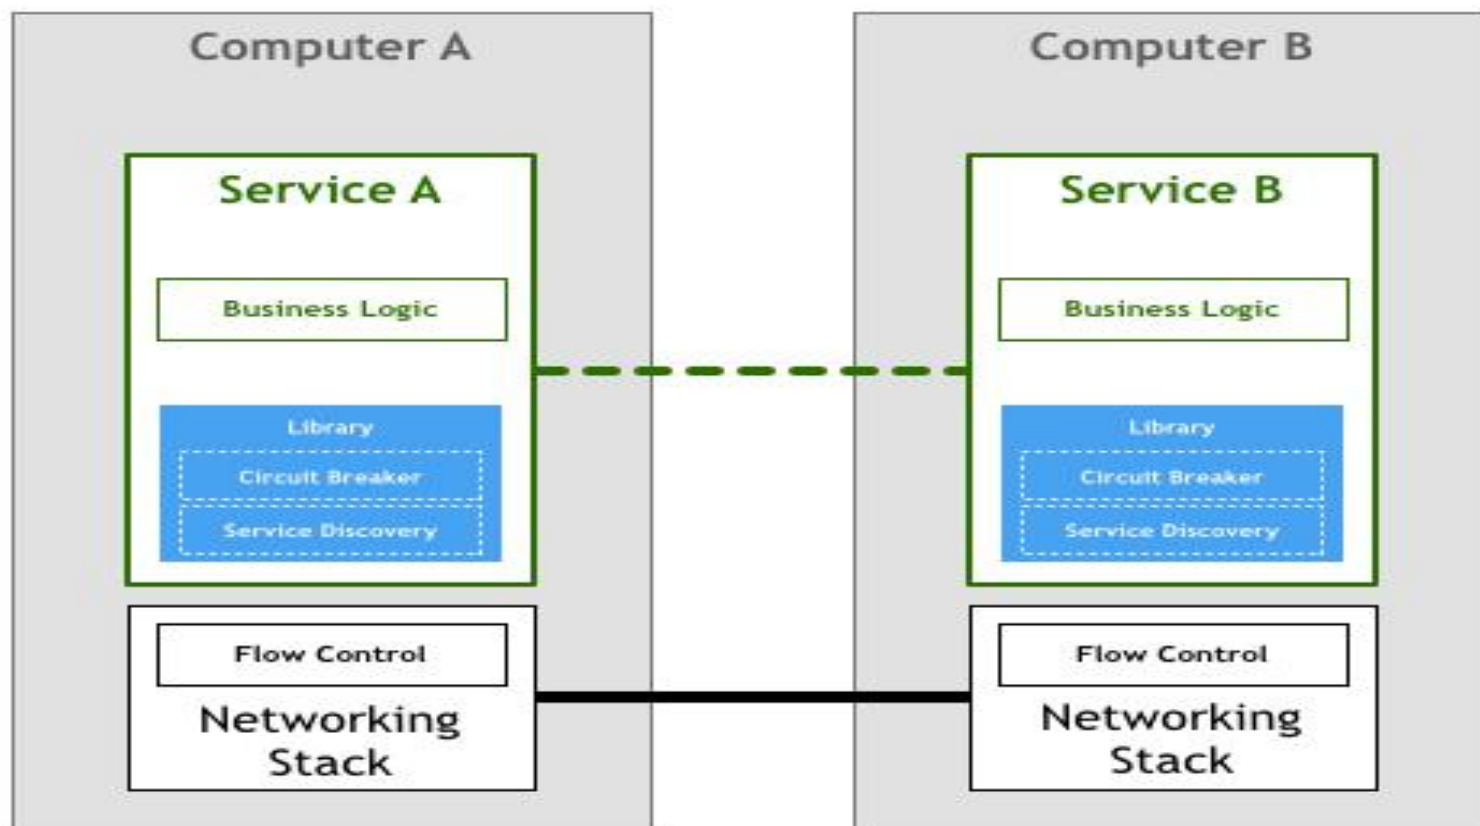 Computer A
Service A
Business Logic
Library
Circuit Breaker
Service Discovery
Flow Control
Networking
Stack
Computer B
Service B
Business Logic
Library
Circuit Breaker
Service Discovery
Flow Control
Networking
Stack